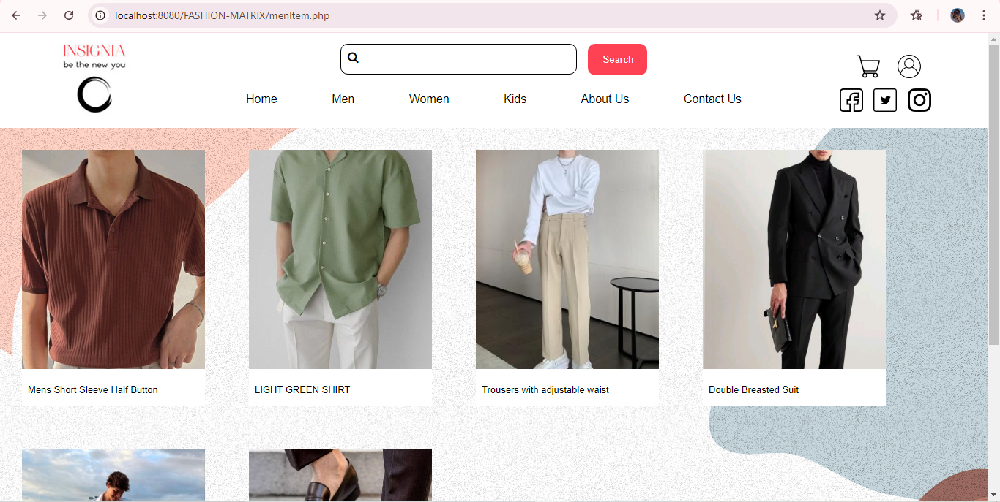 localhost:8080/FASHION-MATRIX/menItem.php
INSIGNIA
be the new you
Search
Home Men Women Kids About Us Contact Us
Mens Short Sleeve Half Button
LIGHT GREEN SHIRT
Trousers with adjustable waist
Double Breasted Suit